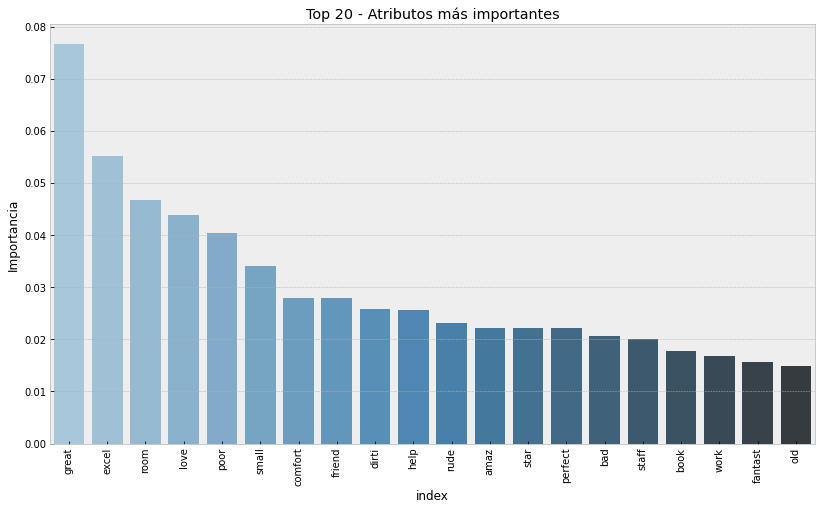 Top 20 - Atributos más importantes
Importancia
0.08
0.07
0.06
0.05
0.04
0.03
0.02
0.01
0.00
great
excel
room
love
poor
small
comfort
friend
dirti
help
rude
amaz
star
perfect
bad
staff
book
work
fantast
old
index